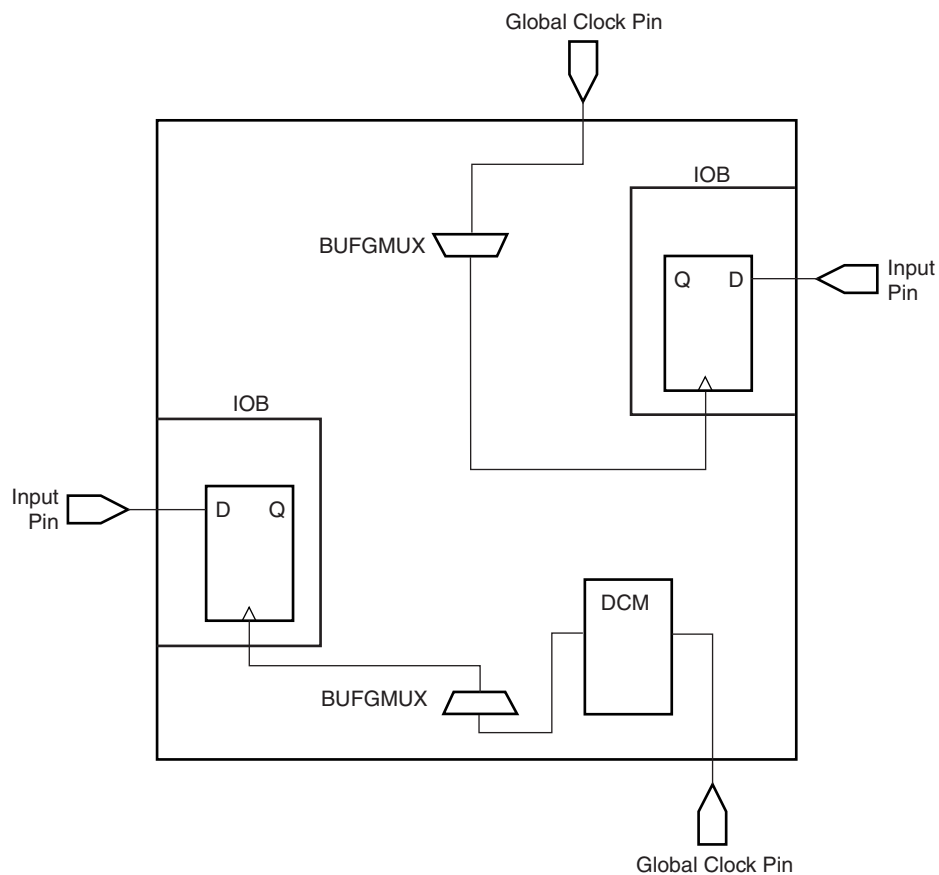 Global Clock Pin
IOB
BUFGMUX
Q D
Input
Pin
IOB
Input
Pin
D Q
DCM
BUFGMUX
Global Clock Pin